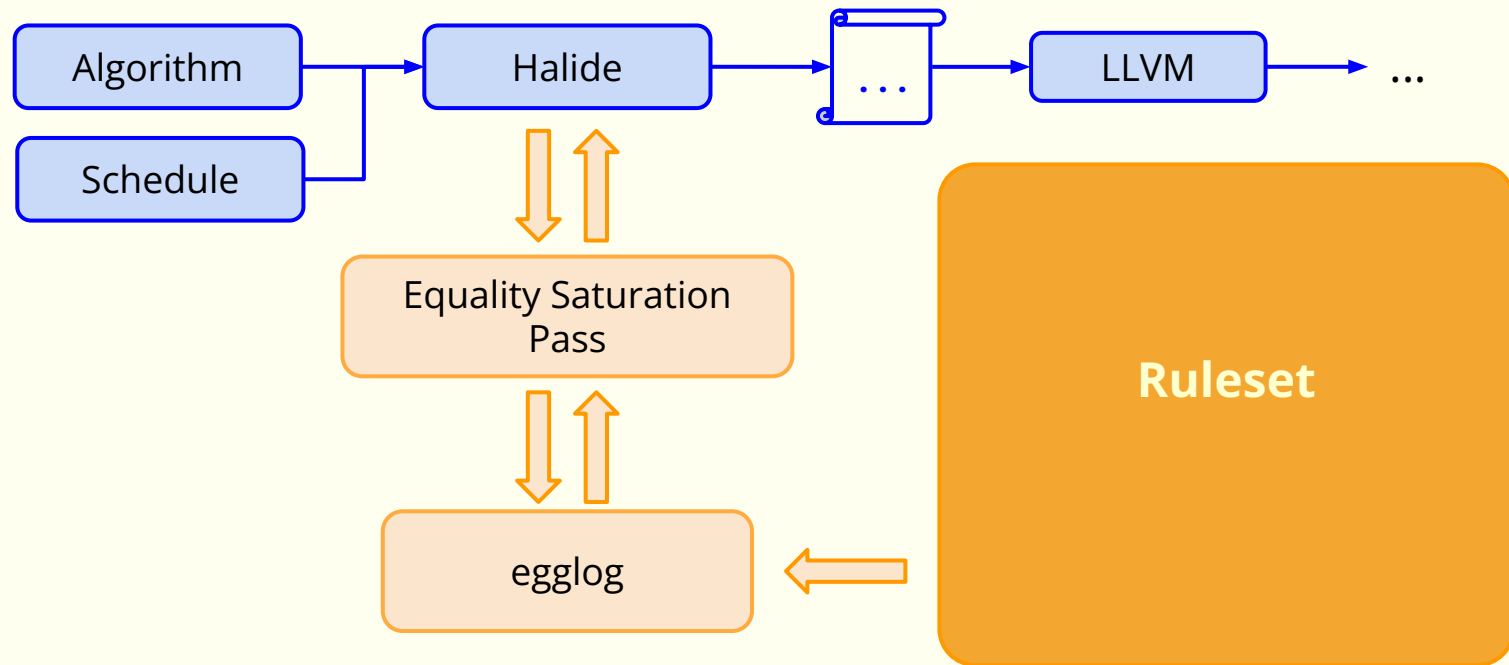 Algorithm
Halide
. . .
LLVM
...
Schedule
Equality Saturation
Pass
Ruleset
egglog